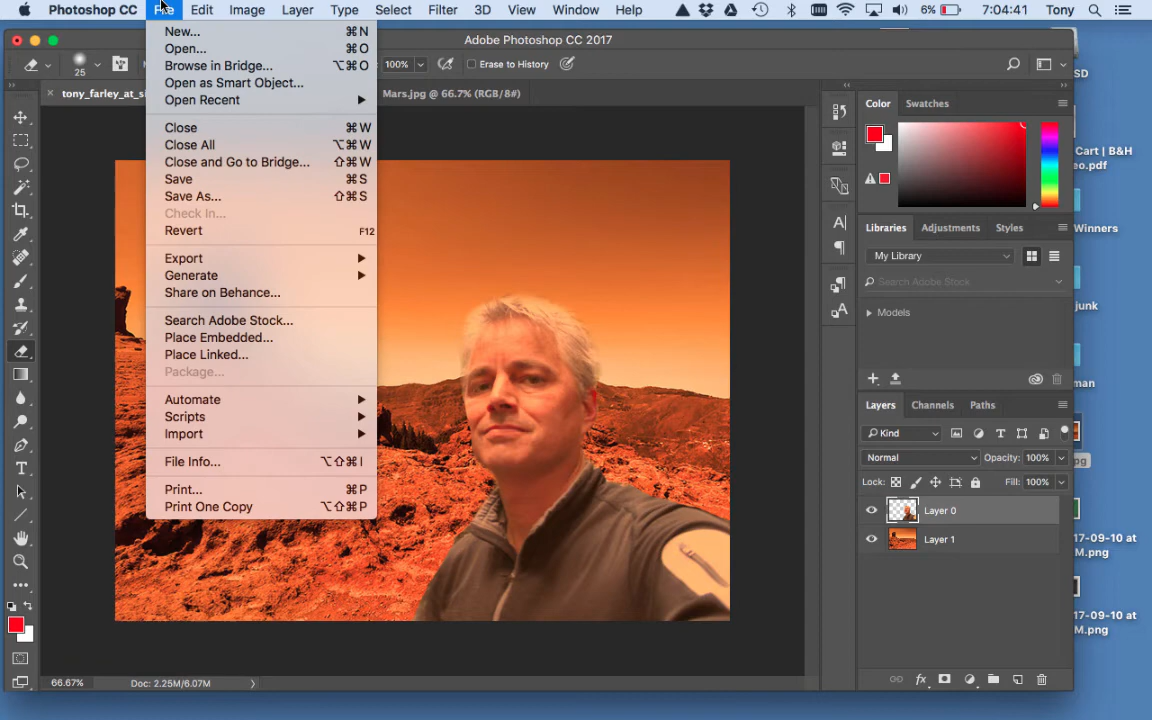 Photoshop CC File Edit Image Layer Type Select Filter 3D View Window Help 6% 7:04:41 Tony
Adobe Photoshop CC 2017
25 100% Erase to History
Mars.jpg @ 66.7% (RGB/8#)
New... ⌘N
Open... ⌘O
Browse in Bridge... ⌥⌘O
Open as Smart Object...
Open Recent
Close ⌘W
Close All ⌥⌘W
Close and Go to Bridge... ⇧⌘W
Save ⌘S
Save As... ⇧⌘S
Check In...
Revert F12
Export
Generate
Share on Behance...
Search Adobe Stock...
Place Embedded...
Place Linked...
Package...
Automate
Scripts
Import
File Info... ⌥⇧⌘I
Print... ⌘P
Print One Copy ⌥⇧⌘P
Color Swatches
Libraries Adjustments Styles
My Library
Search Adobe Stock
Models
Layers Channels Paths
Kind
Normal Opacity: 100%
Lock: Fill: 100%
Layer 0
Layer 1
66.67% Doc: 2.25M/6.07M
SD
Cart | B&H
eo.pdf
Winners
junk
man
pg
17-09-10 at
M.png
17-09-10 at
M.png